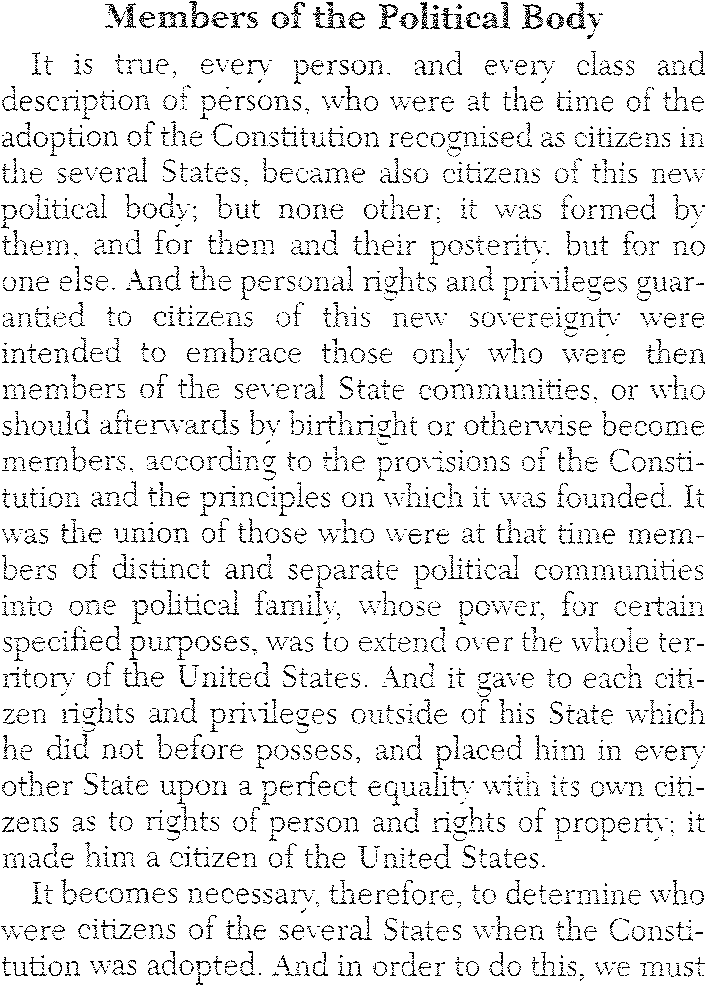 Members of the Political Body
It is true, every person, and every class and
description of persons, who were at the time of the
adoption of the Constitution recognised as citizens in
the several States, became also citizens of this new
political body; but none other; it was formed by
them, and for them and their posterity, but for no
one else. And the personal rights and privileges guar-
antied to citizens of this new sovereignty were
intended to embrace those only who were then
members of the several State communities, or who
should afterwards by birthright or otherwise become
members, according to the provisions of the Consti-
tution and the principles on which it was founded. It
was the union of those who were at that time mem-
bers of distinct and separate political communities
into one political family, whose power, for certain
specified purposes, was to extend over the whole ter-
ritory of the United States. And it gave to each citi-
zen rights and privileges outside of his State which
he did not before possess, and placed him in every
other State upon a perfect equality with its own citi-
zens as to rights of person and rights of property; it
made him a citizen of the United States.
It becomes necessary, therefore, to determine who
were citizens of the several States when the Consti-
tution was adopted. And in order to do this, we must